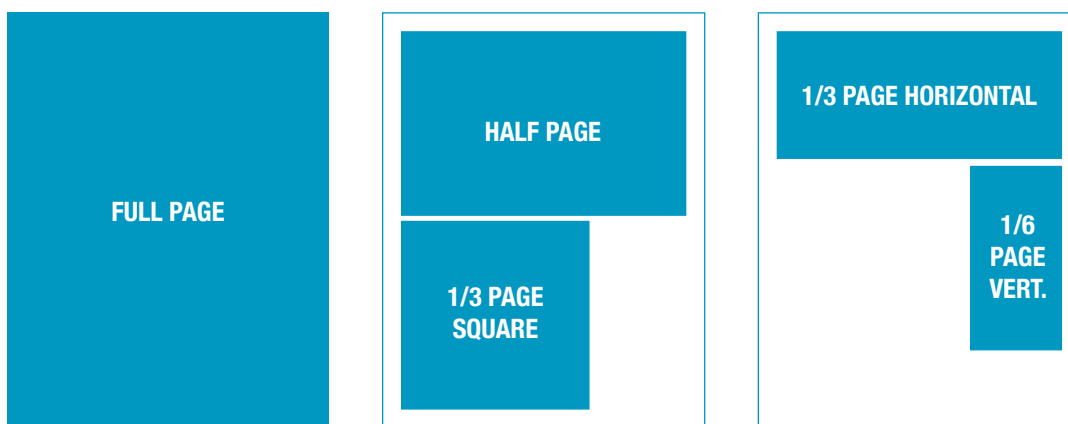 FULL PAGE
HALF PAGE
1/3 PAGE
SQUARE
1/3 PAGE HORIZONTAL
1/6
PAGE
VERT.